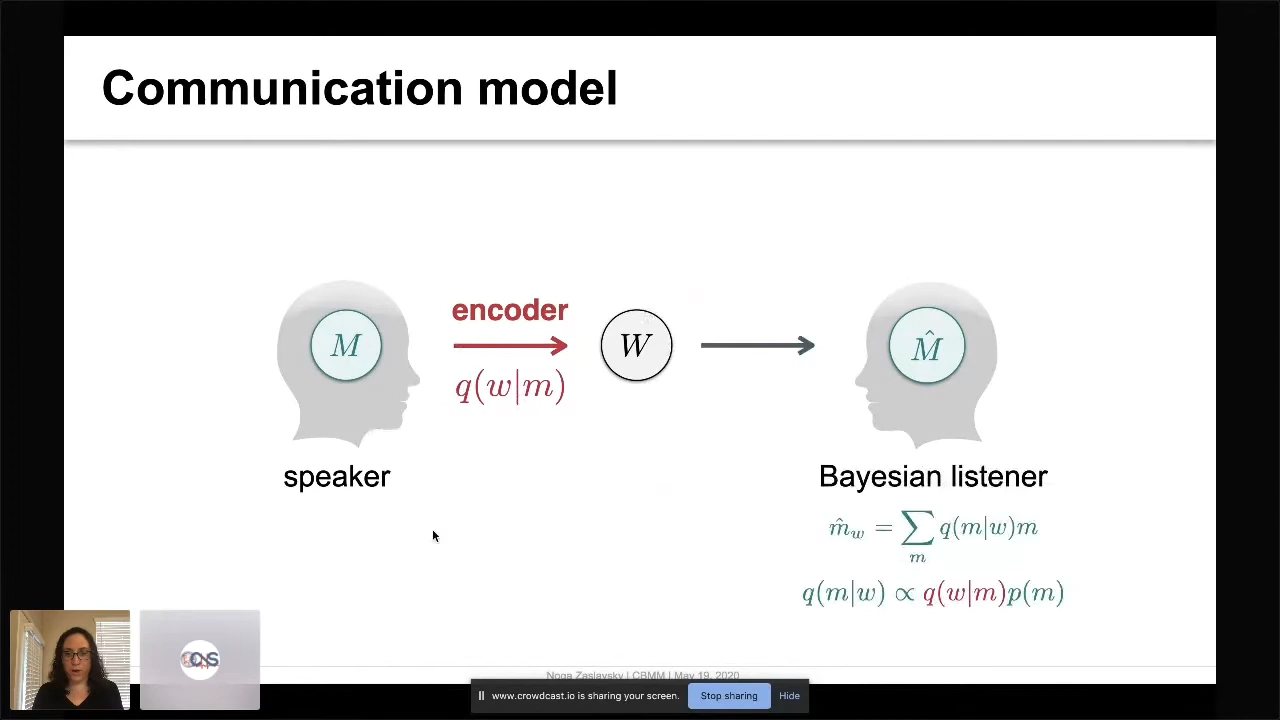 Communication model
encoder
M
W
M̂
q(w|m)
speaker
Bayesian listener
m̂_w = ∑_m q(m|w)m
q(m|w) ∝ q(w|m)p(m)
Noga Zaslavsky | CBMM | May 19, 2020
www.crowdcast.io is sharing your screen. Stop sharing Hide